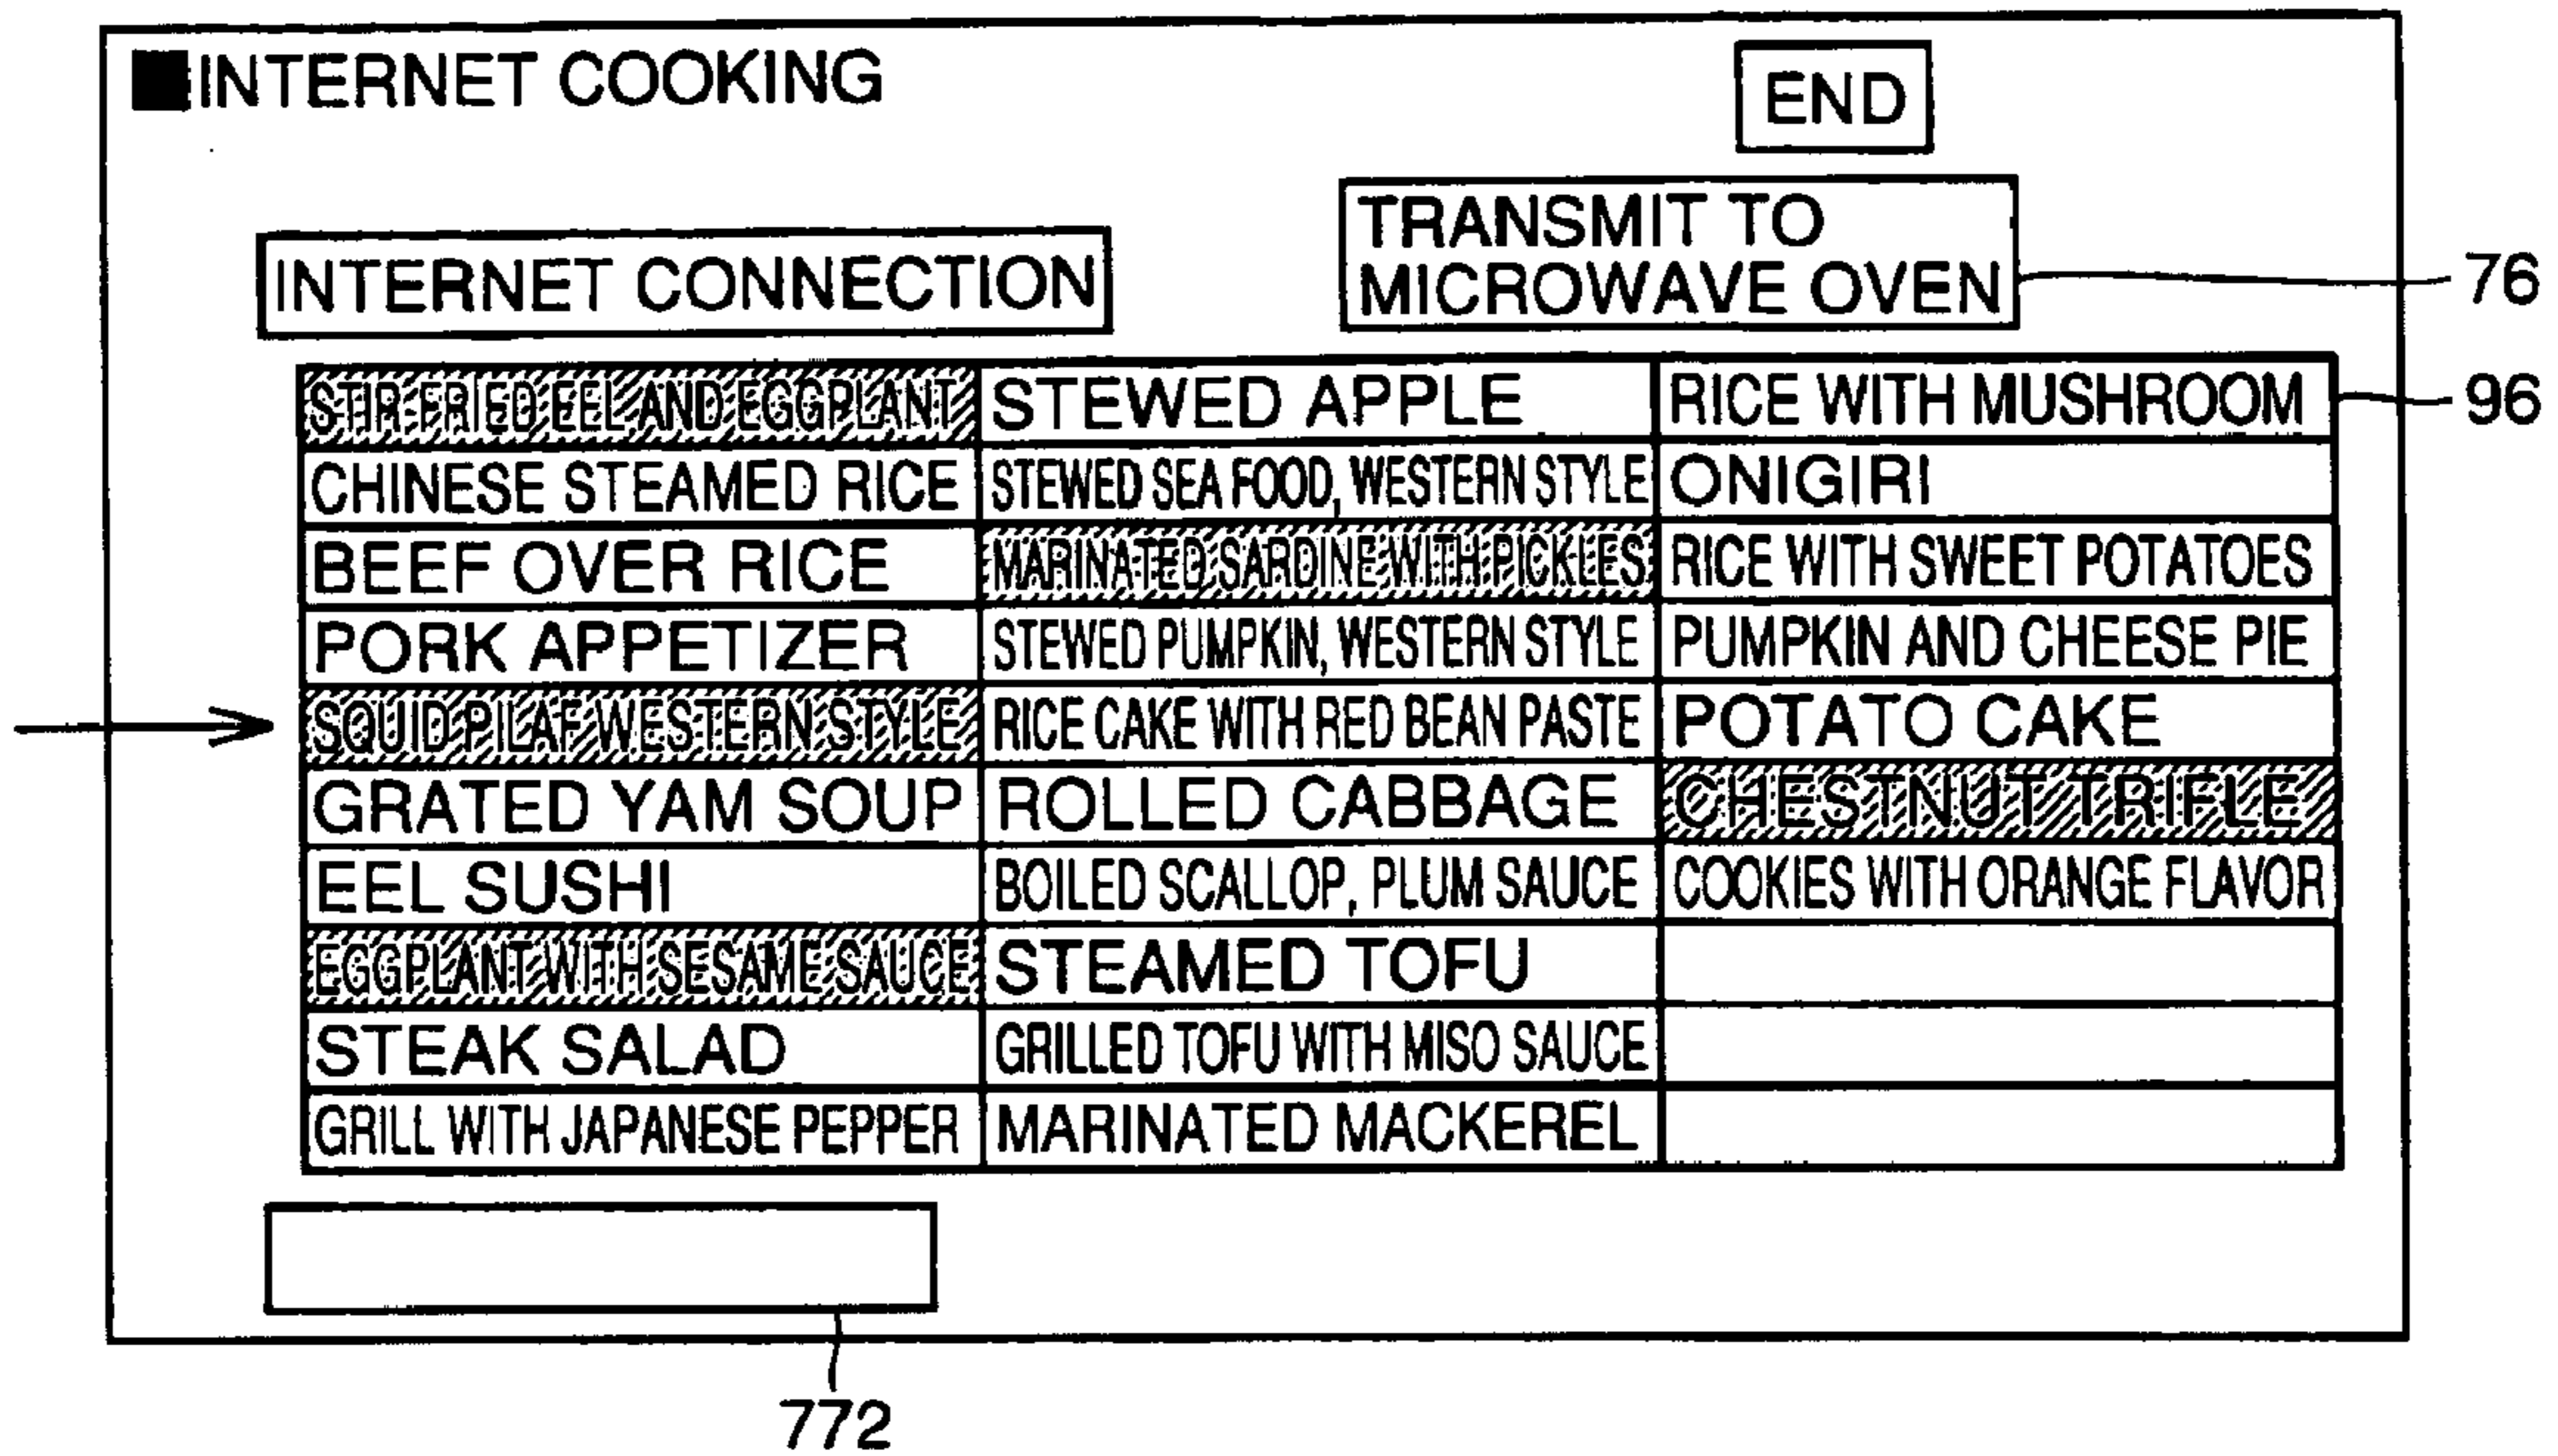 ■INTERNET COOKING
END
INTERNET CONNECTION
TRANSMIT TO
MICROWAVE OVEN
76
STIR FRIED EEL AND EGGPLANT STEWED APPLE RICE WITH MUSHROOM
96
CHINESE STEAMED RICE STEWED SEA FOOD, WESTERN STYLE ONIGIRI
BEEF OVER RICE MARINATED SARDINE WITH PICKLES RICE WITH SWEET POTATOES
PORK APPETIZER STEWED PUMPKIN, WESTERN STYLE PUMPKIN AND CHEESE PIE
SQUID PILAF WESTERN STYLE RICE CAKE WITH RED BEAN PASTE POTATO CAKE
GRATED YAM SOUP ROLLED CABBAGE CHESTNUT TRIFLE
EEL SUSHI BOILED SCALLOP, PLUM SAUCE COOKIES WITH ORANGE FLAVOR
EGGPLANT WITH SESAME SAUCE STEAMED TOFU
STEAK SALAD GRILLED TOFU WITH MISO SAUCE
GRILL WITH JAPANESE PEPPER MARINATED MACKEREL
772